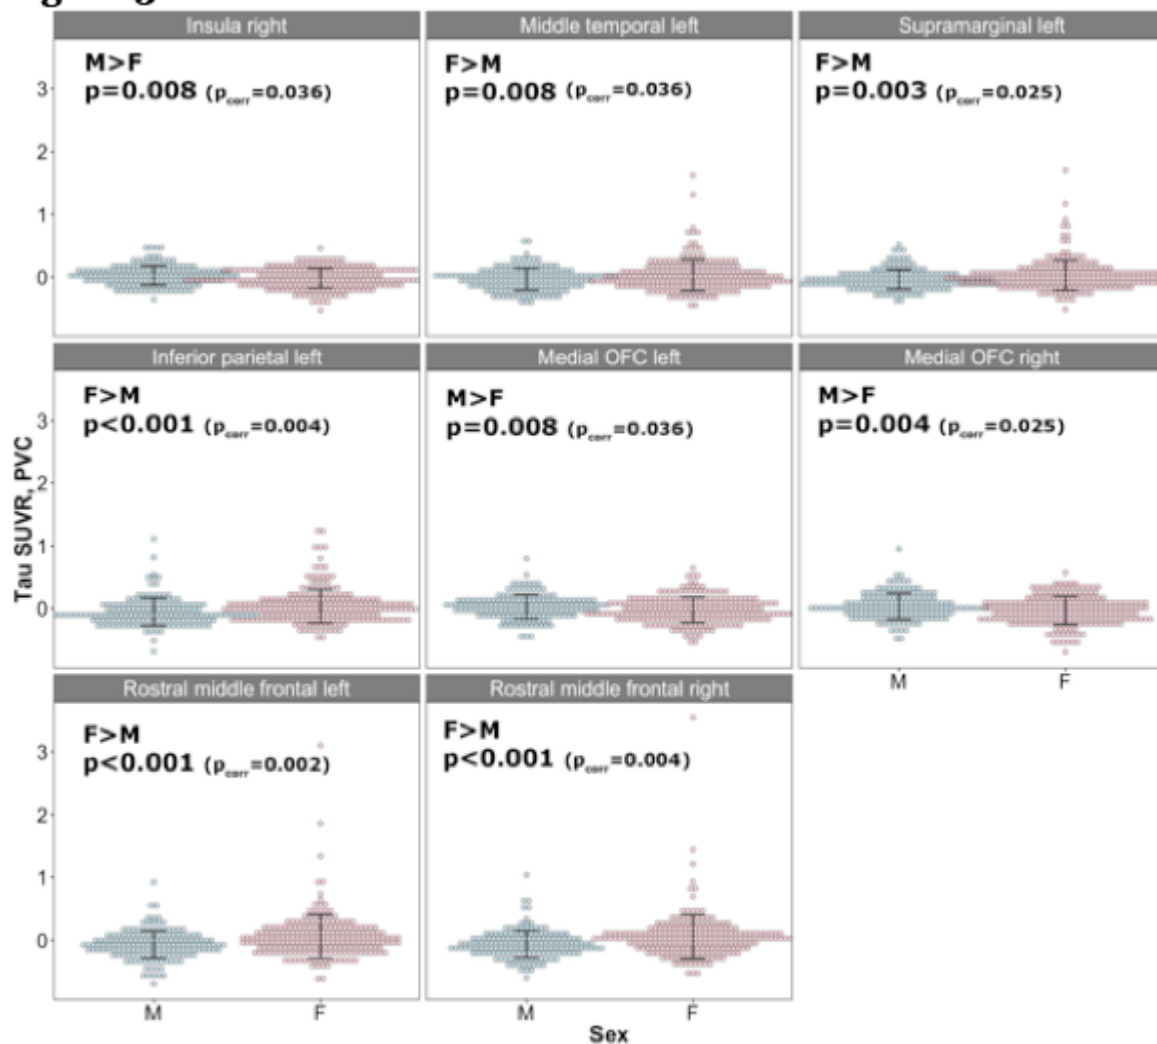 Insula right
Middle temporal left
Supramarginal left
M>F
p=0.008 (pcorr=0.036)
F>M
p=0.008 (pcorr=0.036)
F>M
p=0.003 (pcorr=0.025)
3
2
1
0
Inferior parietal left
Medial OFC left
Medial OFC right
F>M
p<0.001 (pcorr=0.004)
M>F
p=0.008 (pcorr=0.036)
M>F
p=0.004 (pcorr=0.025)
3
2
1
0
Tau SUVR, PVC
M F
Rostral middle frontal left
Rostral middle frontal right
F>M
p<0.001 (pcorr=0.002)
F>M
p<0.001 (pcorr=0.004)
3
2
1
0
M F
M F
Sex